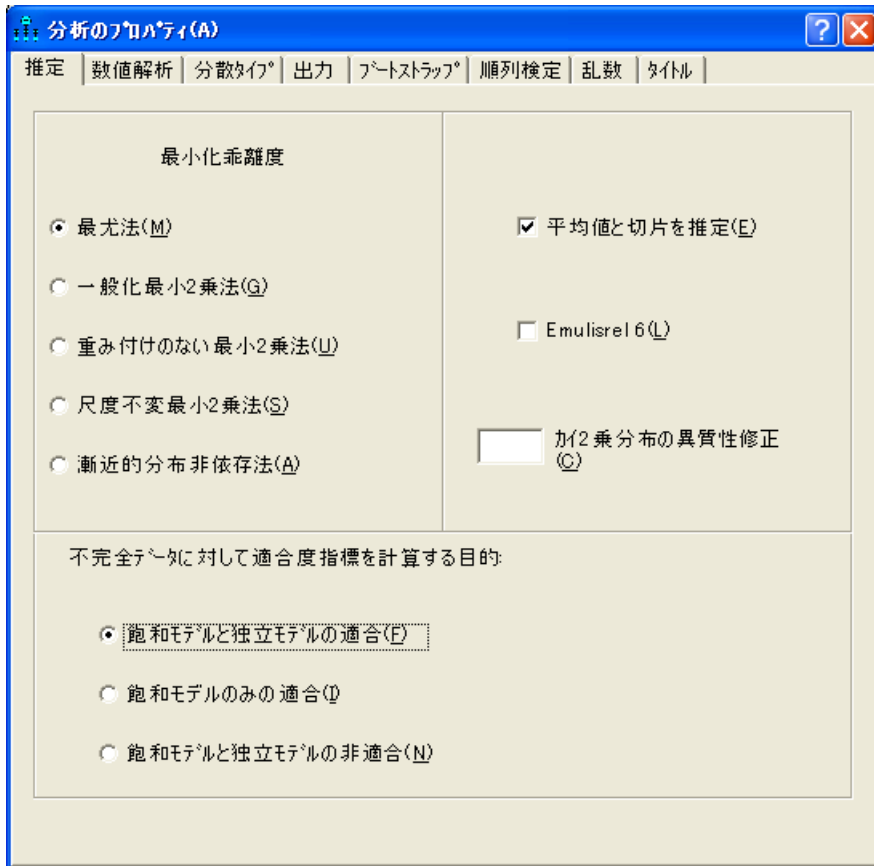 分析のﾌﾟﾛﾊﾟﾃｨ(A)
推定 数値解析 分散ﾀｲﾌﾟ 出力 ﾌﾞｰﾄｽﾄﾗｯﾌﾟ 順列検定 乱数 ﾀｲﾄﾙ
最小化乖離度
最尤法(M)
一般化最小2乗法(G)
重み付けのない最小2乗法(U)
尺度不変最小2乗法(S)
漸近的分布非依存法(A)
平均値と切片を推定(E)
Emulisrel 6(L)
ｶｲ2乗分布の異質性修正
(C)
不完全ﾃﾞｰﾀに対して適合度指標を計算する目的:
飽和ﾓﾃﾞﾙと独立ﾓﾃﾞﾙの適合(F)
飽和モデルのみの適合(I)
飽和ﾓﾃﾞﾙと独立ﾓﾃﾞﾙの非適合(N)